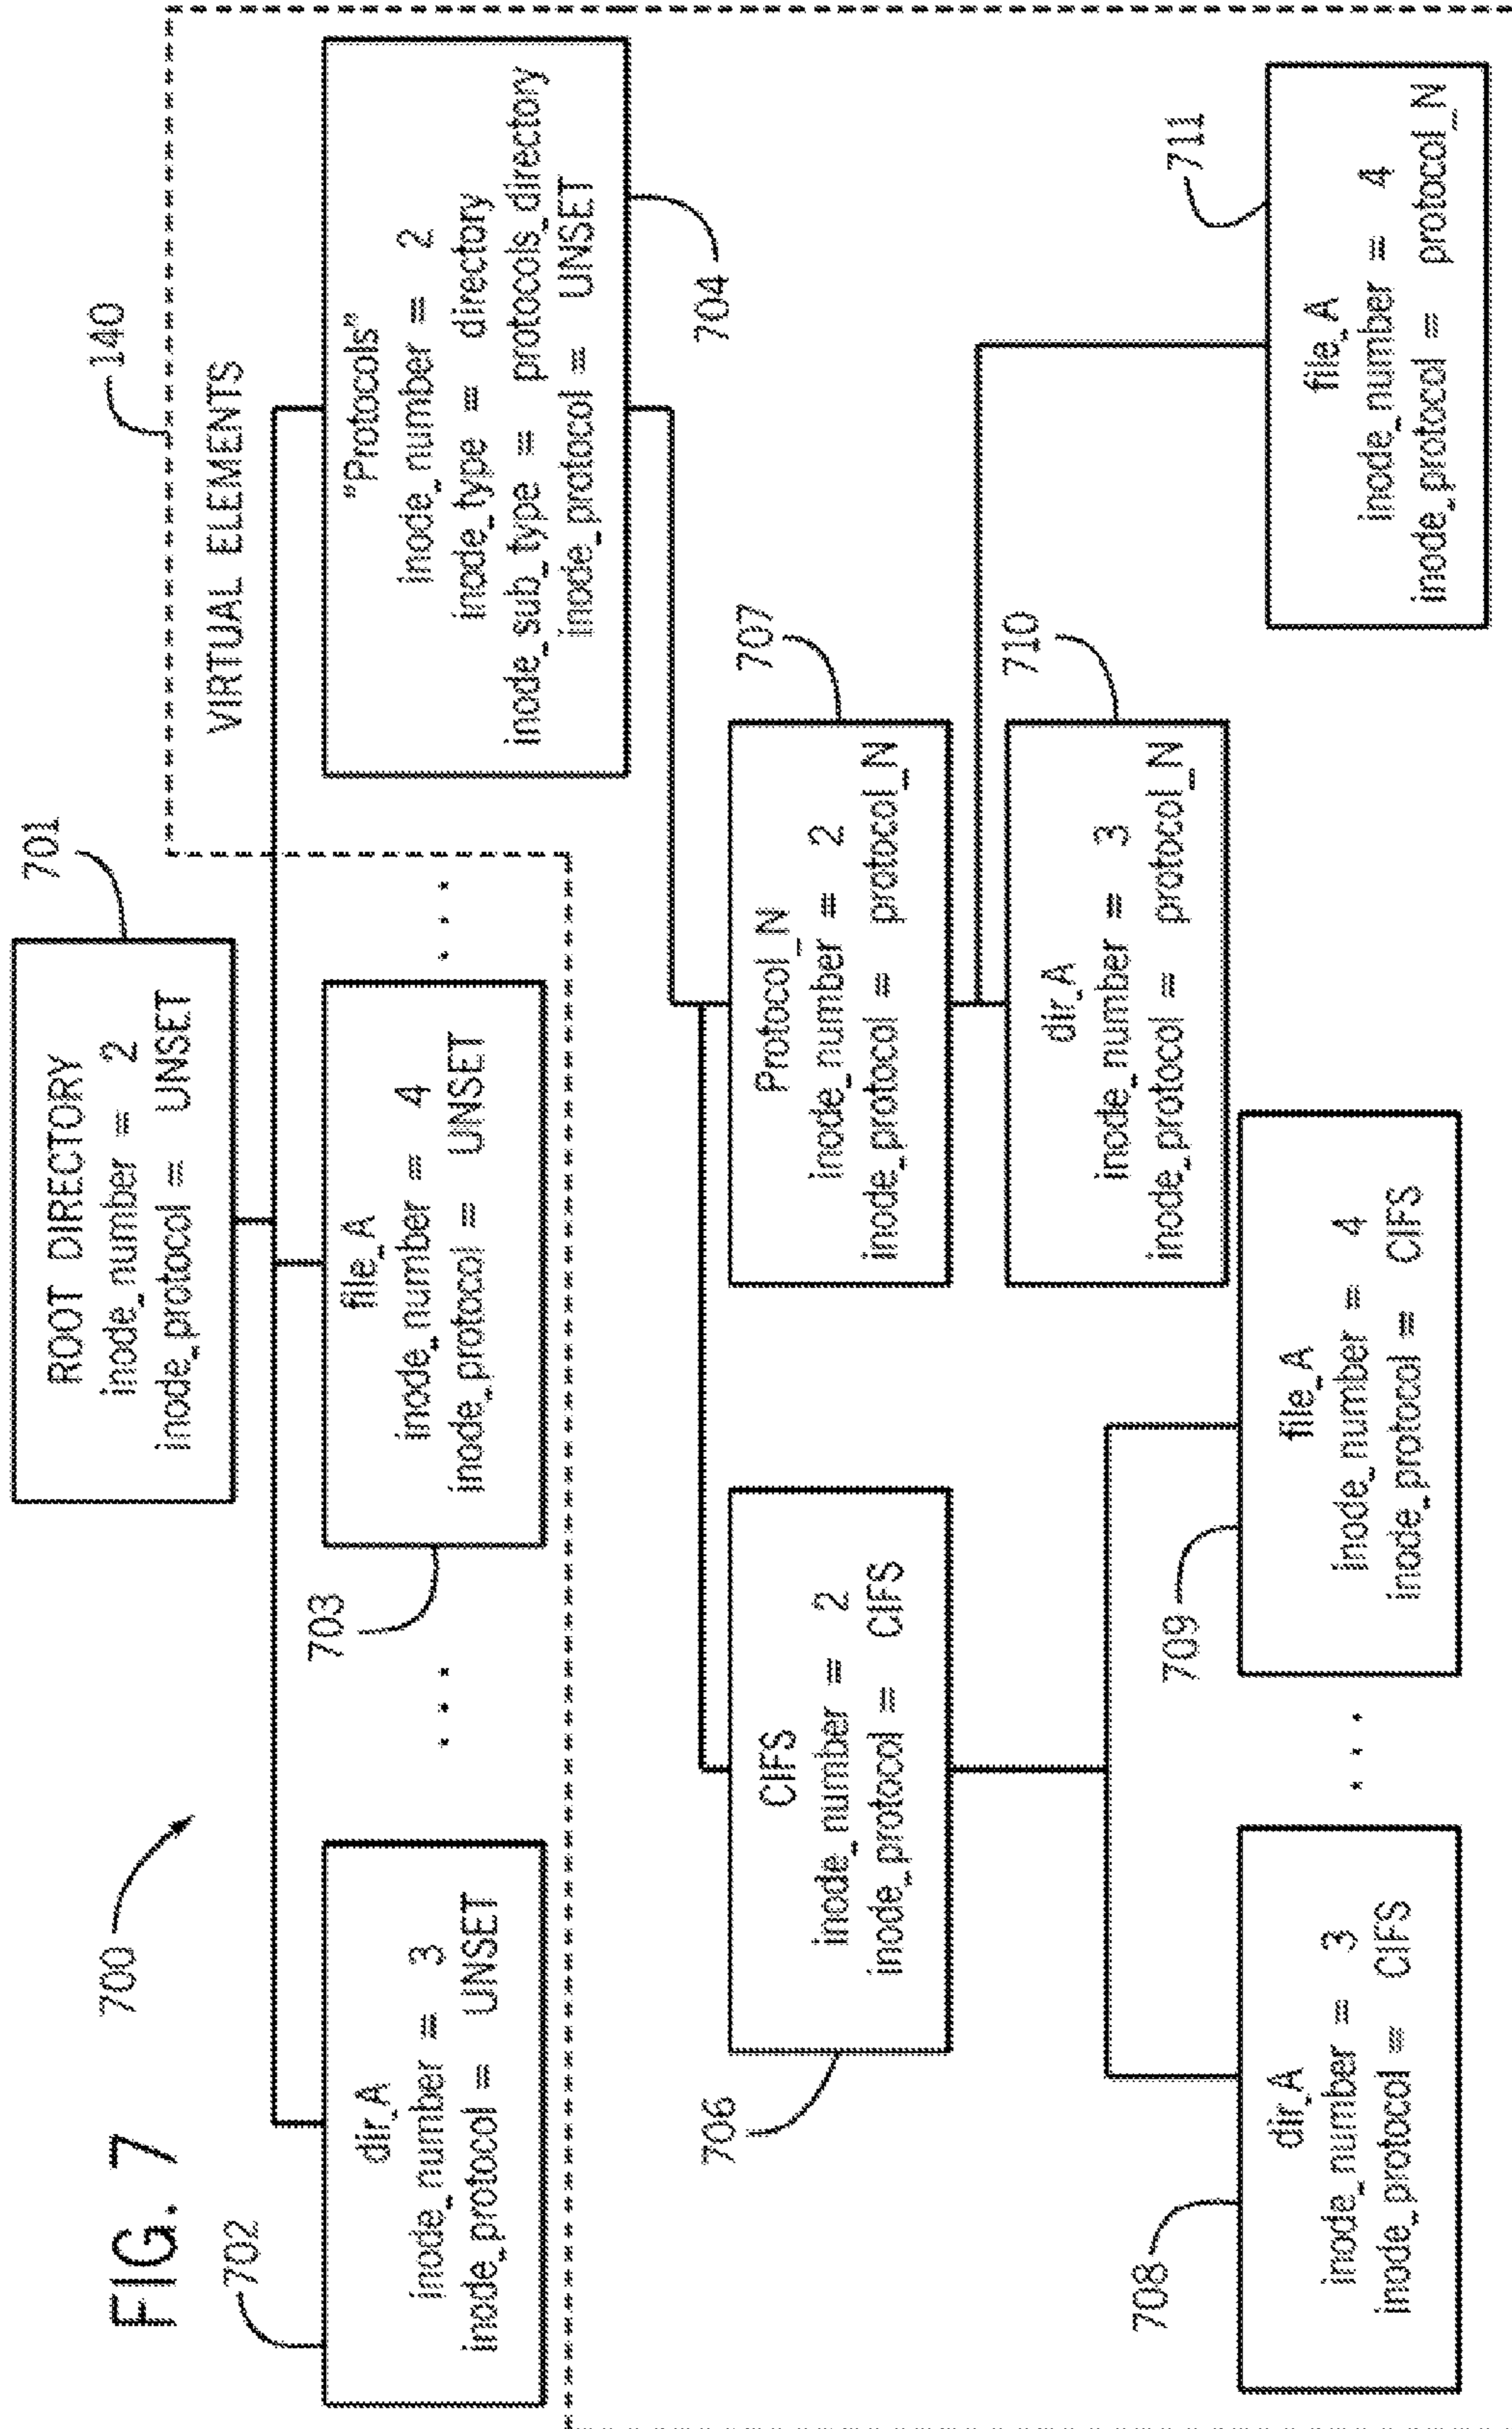 FIG. 7
700
701
ROOT DIRECTORY
inode_number = 2
inode_protocol = UNSET
140
VIRTUAL ELEMENTS
702
dir_A
inode_number = 3
inode_protocol = UNSET
. . .
703
file_A
inode_number = 4
inode_protocol = UNSET
. . .
"Protocols"
inode_number = 2
inode_type = directory
inode_sub_type = protocols_directory
inode_protocol = UNSET
704
706
CIFS
inode_number = 2
inode_protocol = CIFS
707
Protocol_N
inode_number = 2
inode_protocol = protocol_N
710
dir_A
inode_number = 3
inode_protocol = protocol_N
708
dir_A
inode_number = 3
inode_protocol = CIFS
. . .
709
file_A
inode_number = 4
inode_protocol = CIFS
711
file_A
inode_number = 4
inode_protocol = protocol_N